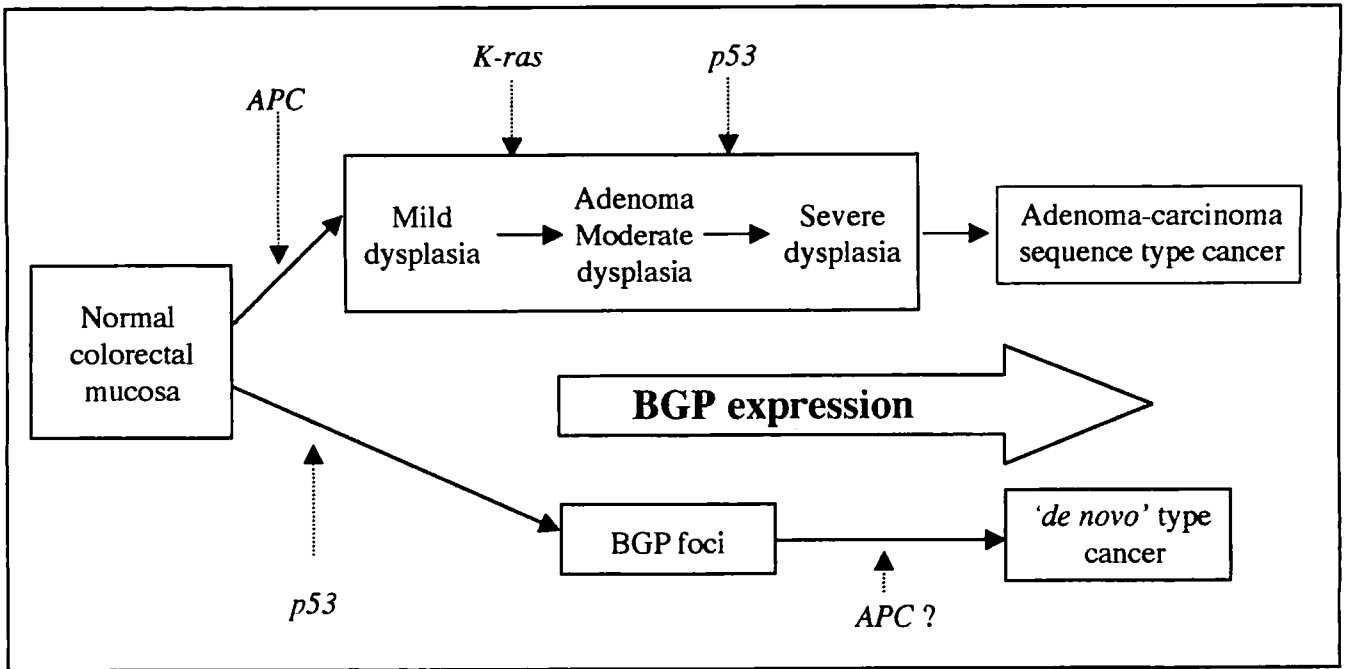 K-ras
p53
APC
Mild
dysplasia
Adenoma
Moderate
dysplasia
Severe
dysplasia
Adenoma-carcinoma
sequence type cancer
Normal
colorectal
mucosa
BGP expression
BGP foci
'de novo' type
cancer
p53
APC ?